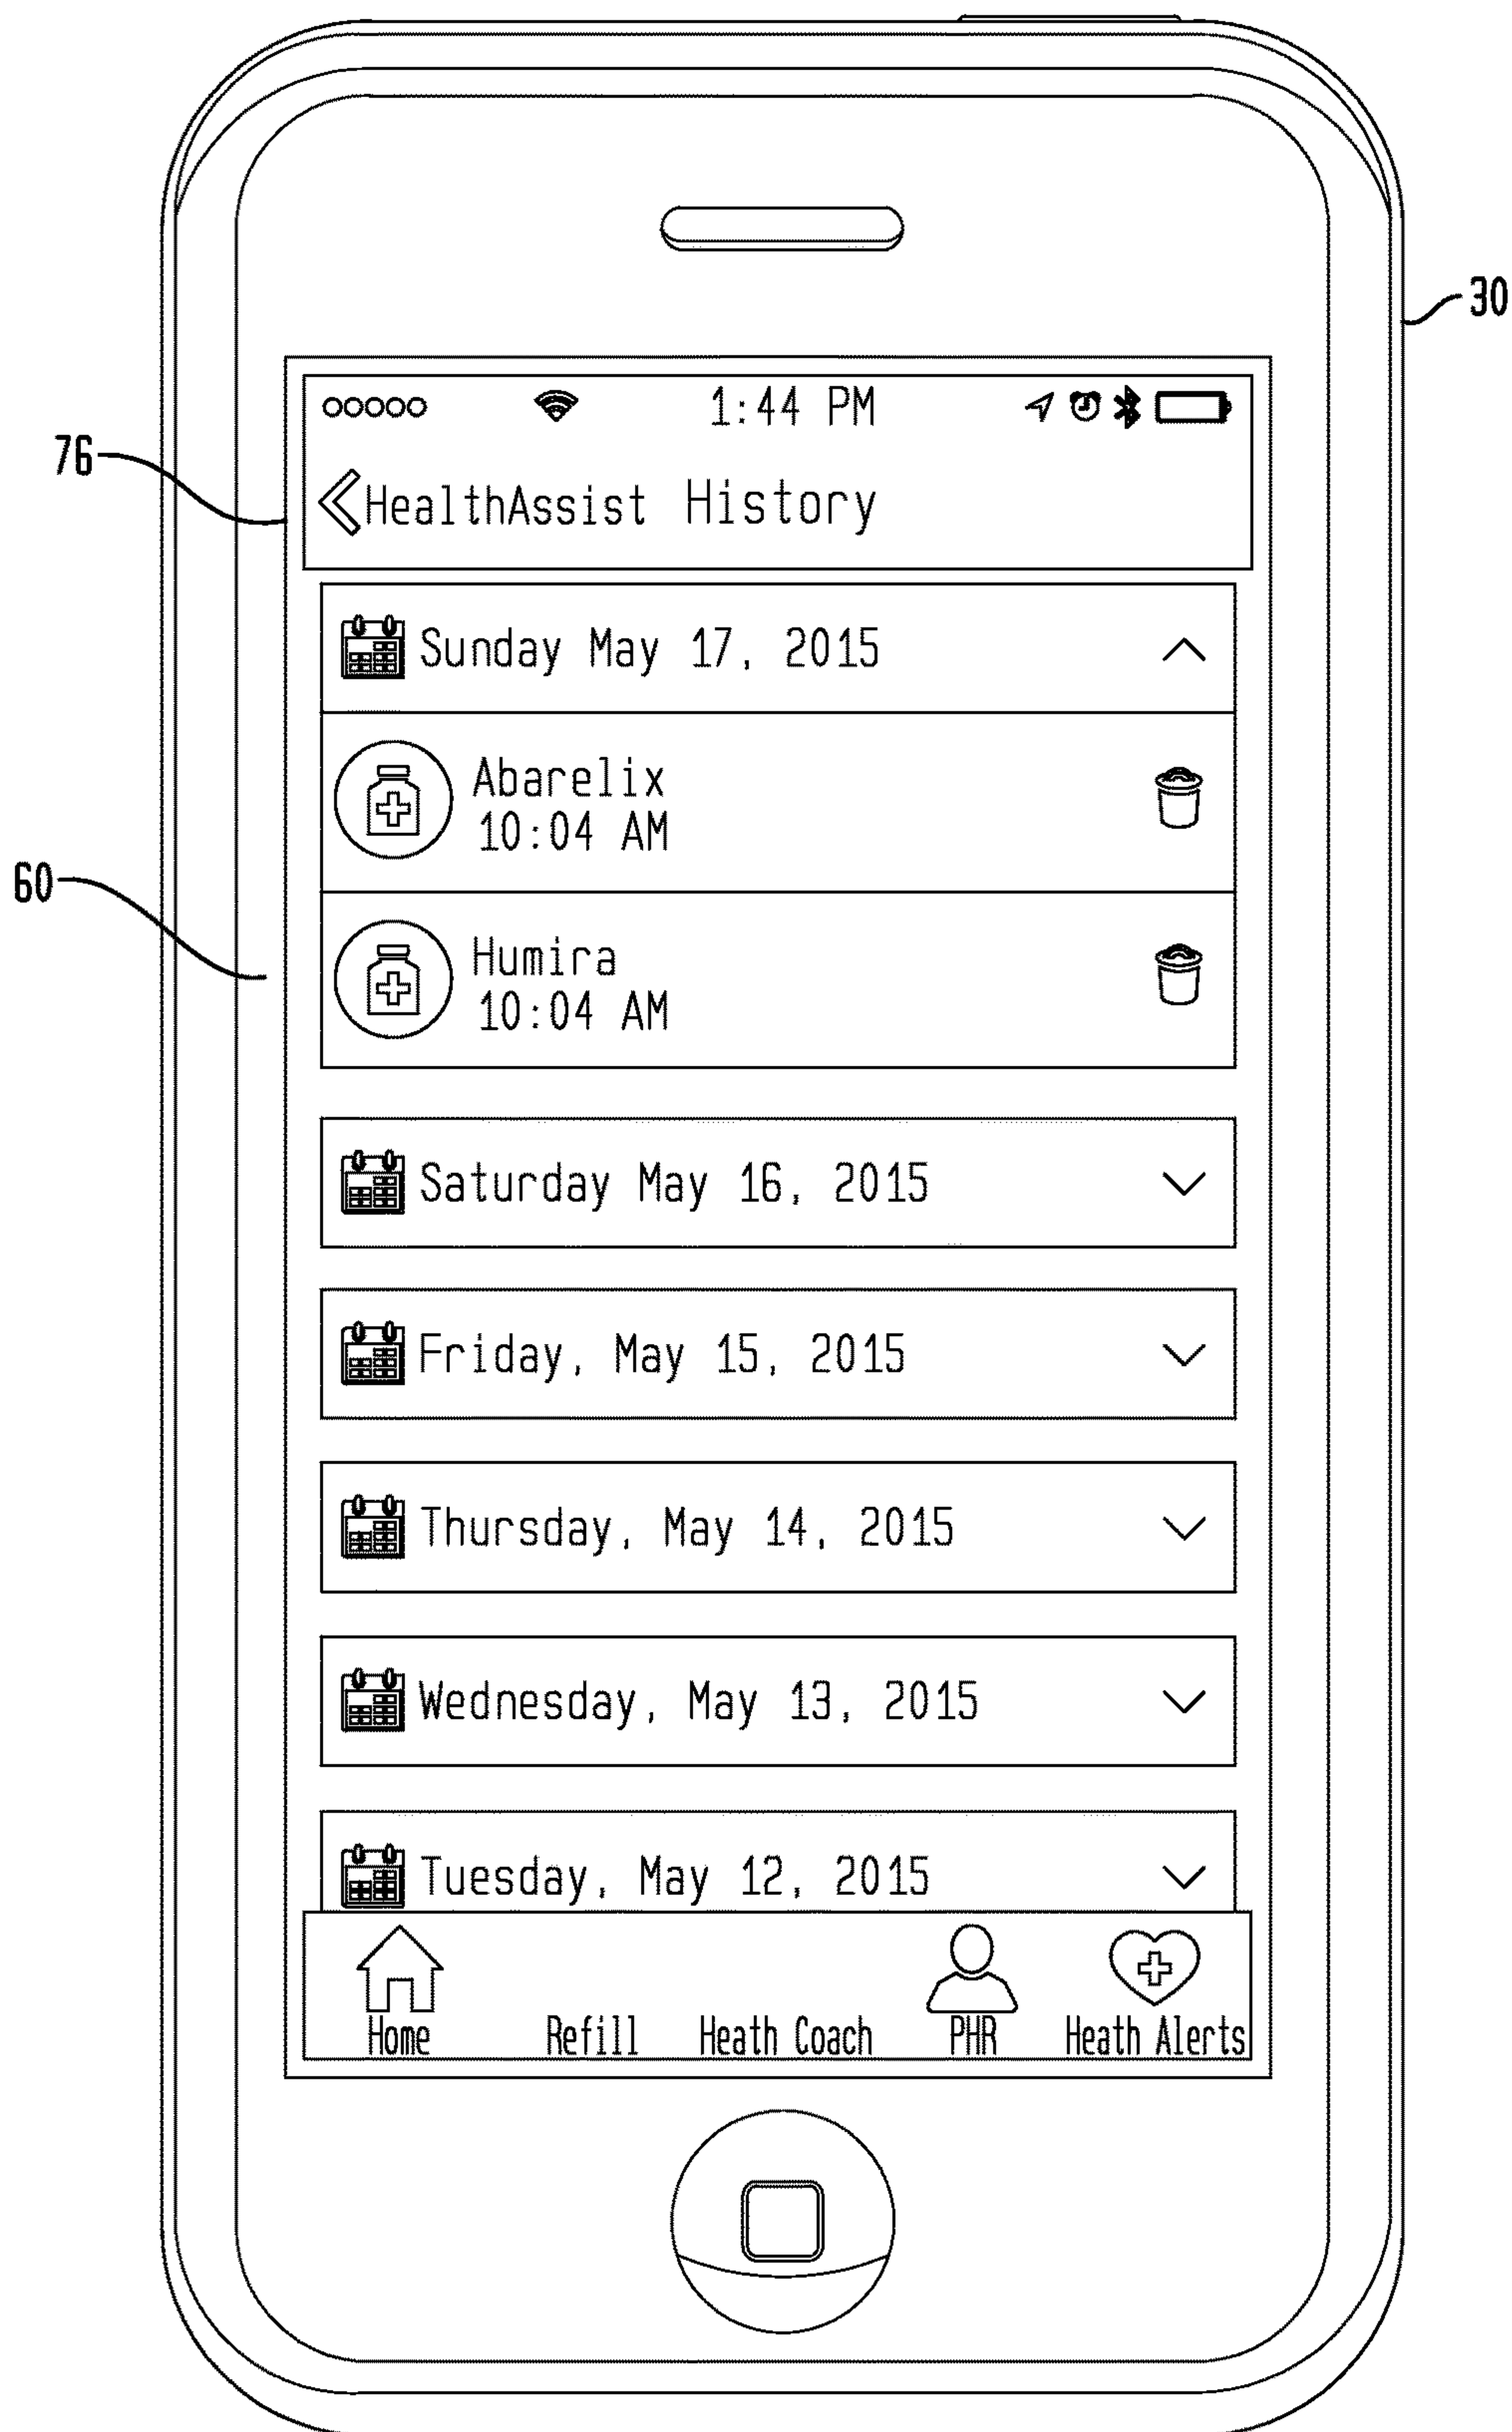 30
1:44 PM
76
HealthAssist History
Sunday May 17, 2015
Abarelix
10:04 AM
60
Humira
10:04 AM
Saturday May 16, 2015
Friday, May 15, 2015
Thursday, May 14, 2015
Wednesday, May 13, 2015
Tuesday, May 12, 2015
Home Refill Heath Coach PHR Heath Alerts